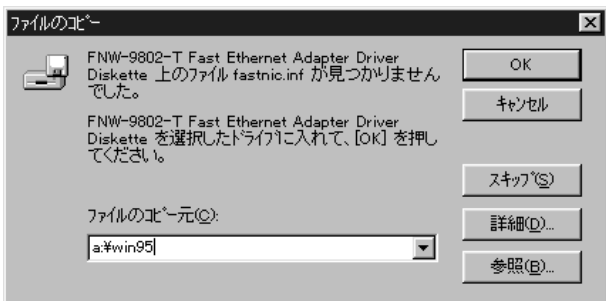 ファイルのコピー
FNW-9802-T Fast Ethernet Adapter Driver
Diskette 上のファイル fastnic.inf が見つかりません
でした。
FNW-9802-T Fast Ethernet Adapter Driver
Diskette を選択したドライブに入れて、[OK] を押し
てください。
ファイルのコピー元(C):
a:¥win95
OK
キャンセル
スキップ(S)
詳細(D)...
参照(B)...